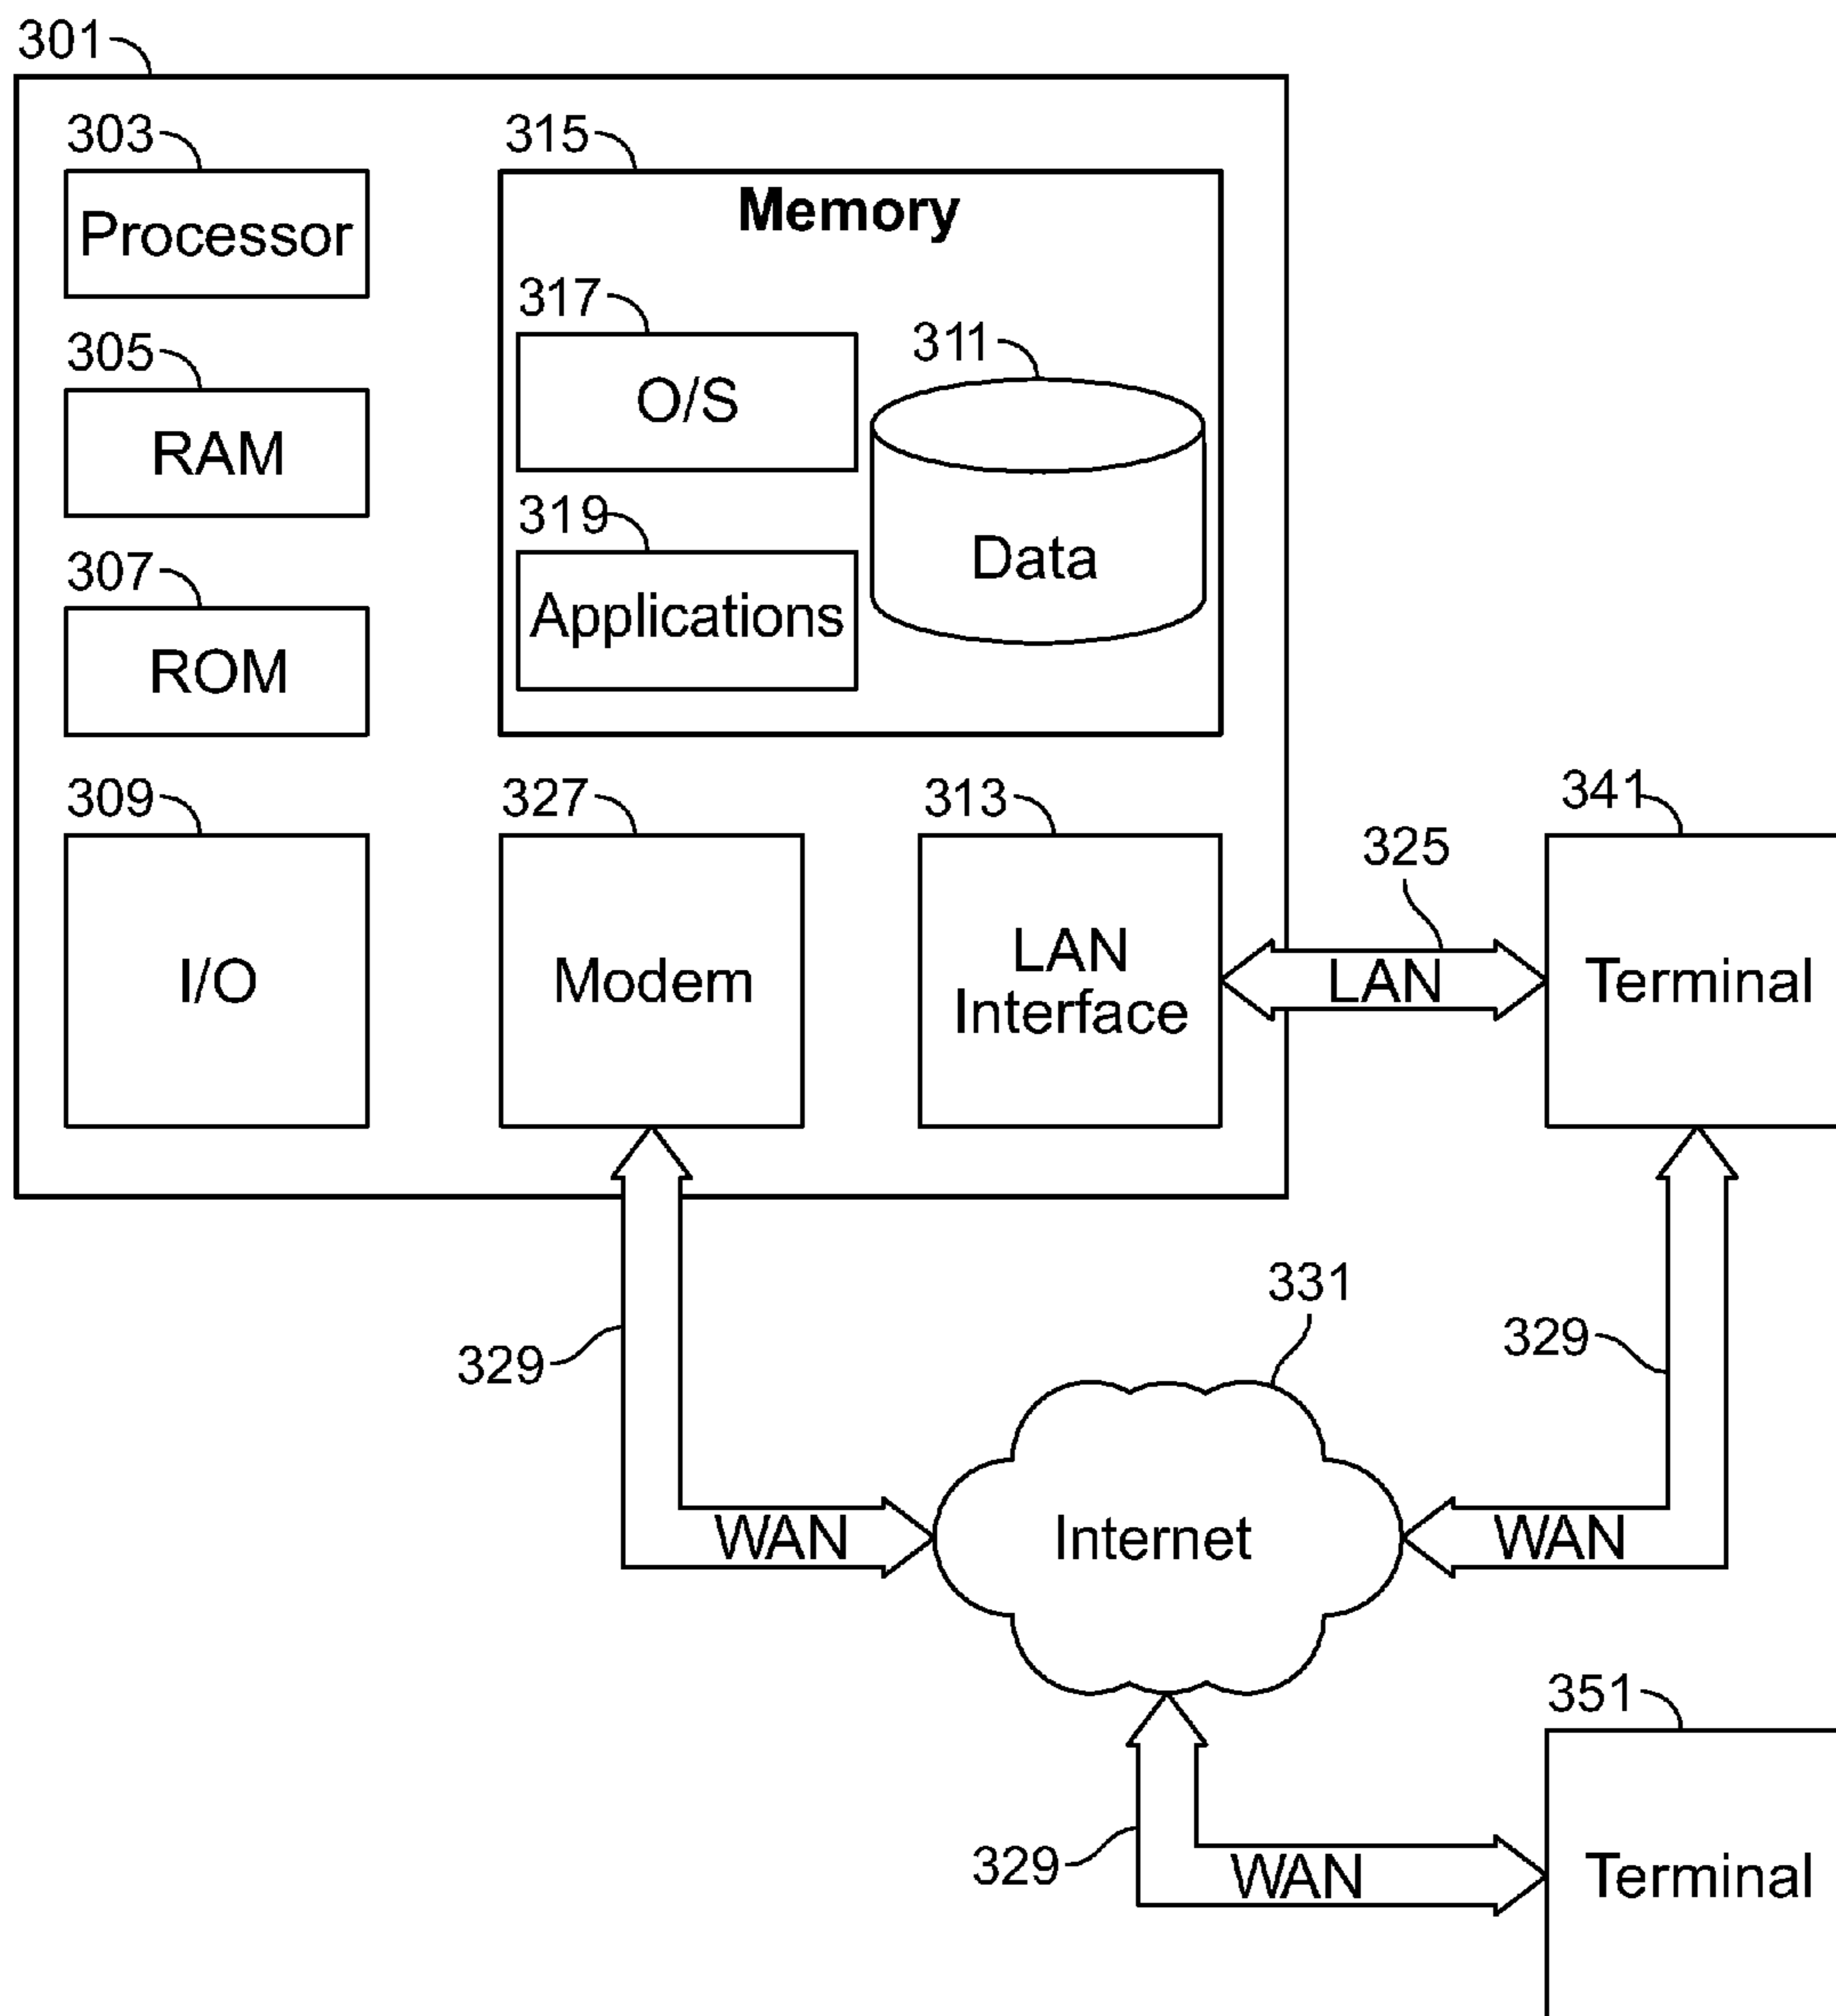 301
303
Processor
315
Memory
317
O/S
311
Data
305
RAM
319
Applications
307
ROM
309
I/O
327
Modem
313
LAN
Interface
325
LAN
341
Terminal
329
WAN
331
Internet
329
WAN
329
WAN
351
Terminal